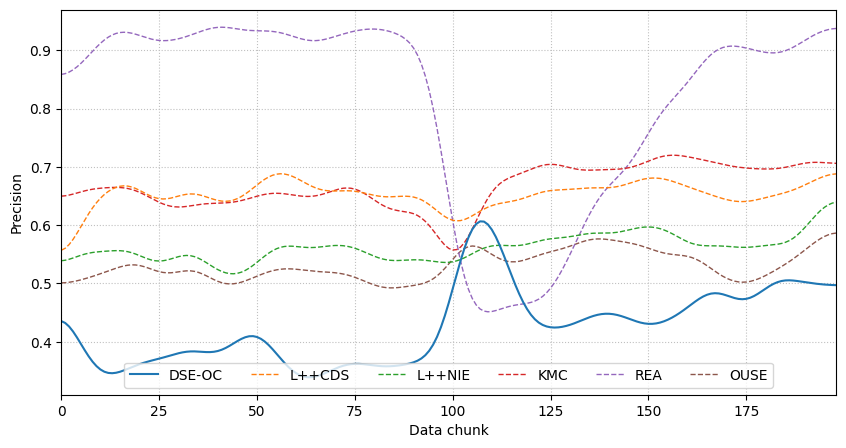 Precision
0.9
0.8
0.7
0.6
0.5
0.4
DSE-OC L++CDS L++NIE KMC REA OUSE
0 25 50 75 100 125 150 175
Data chunk